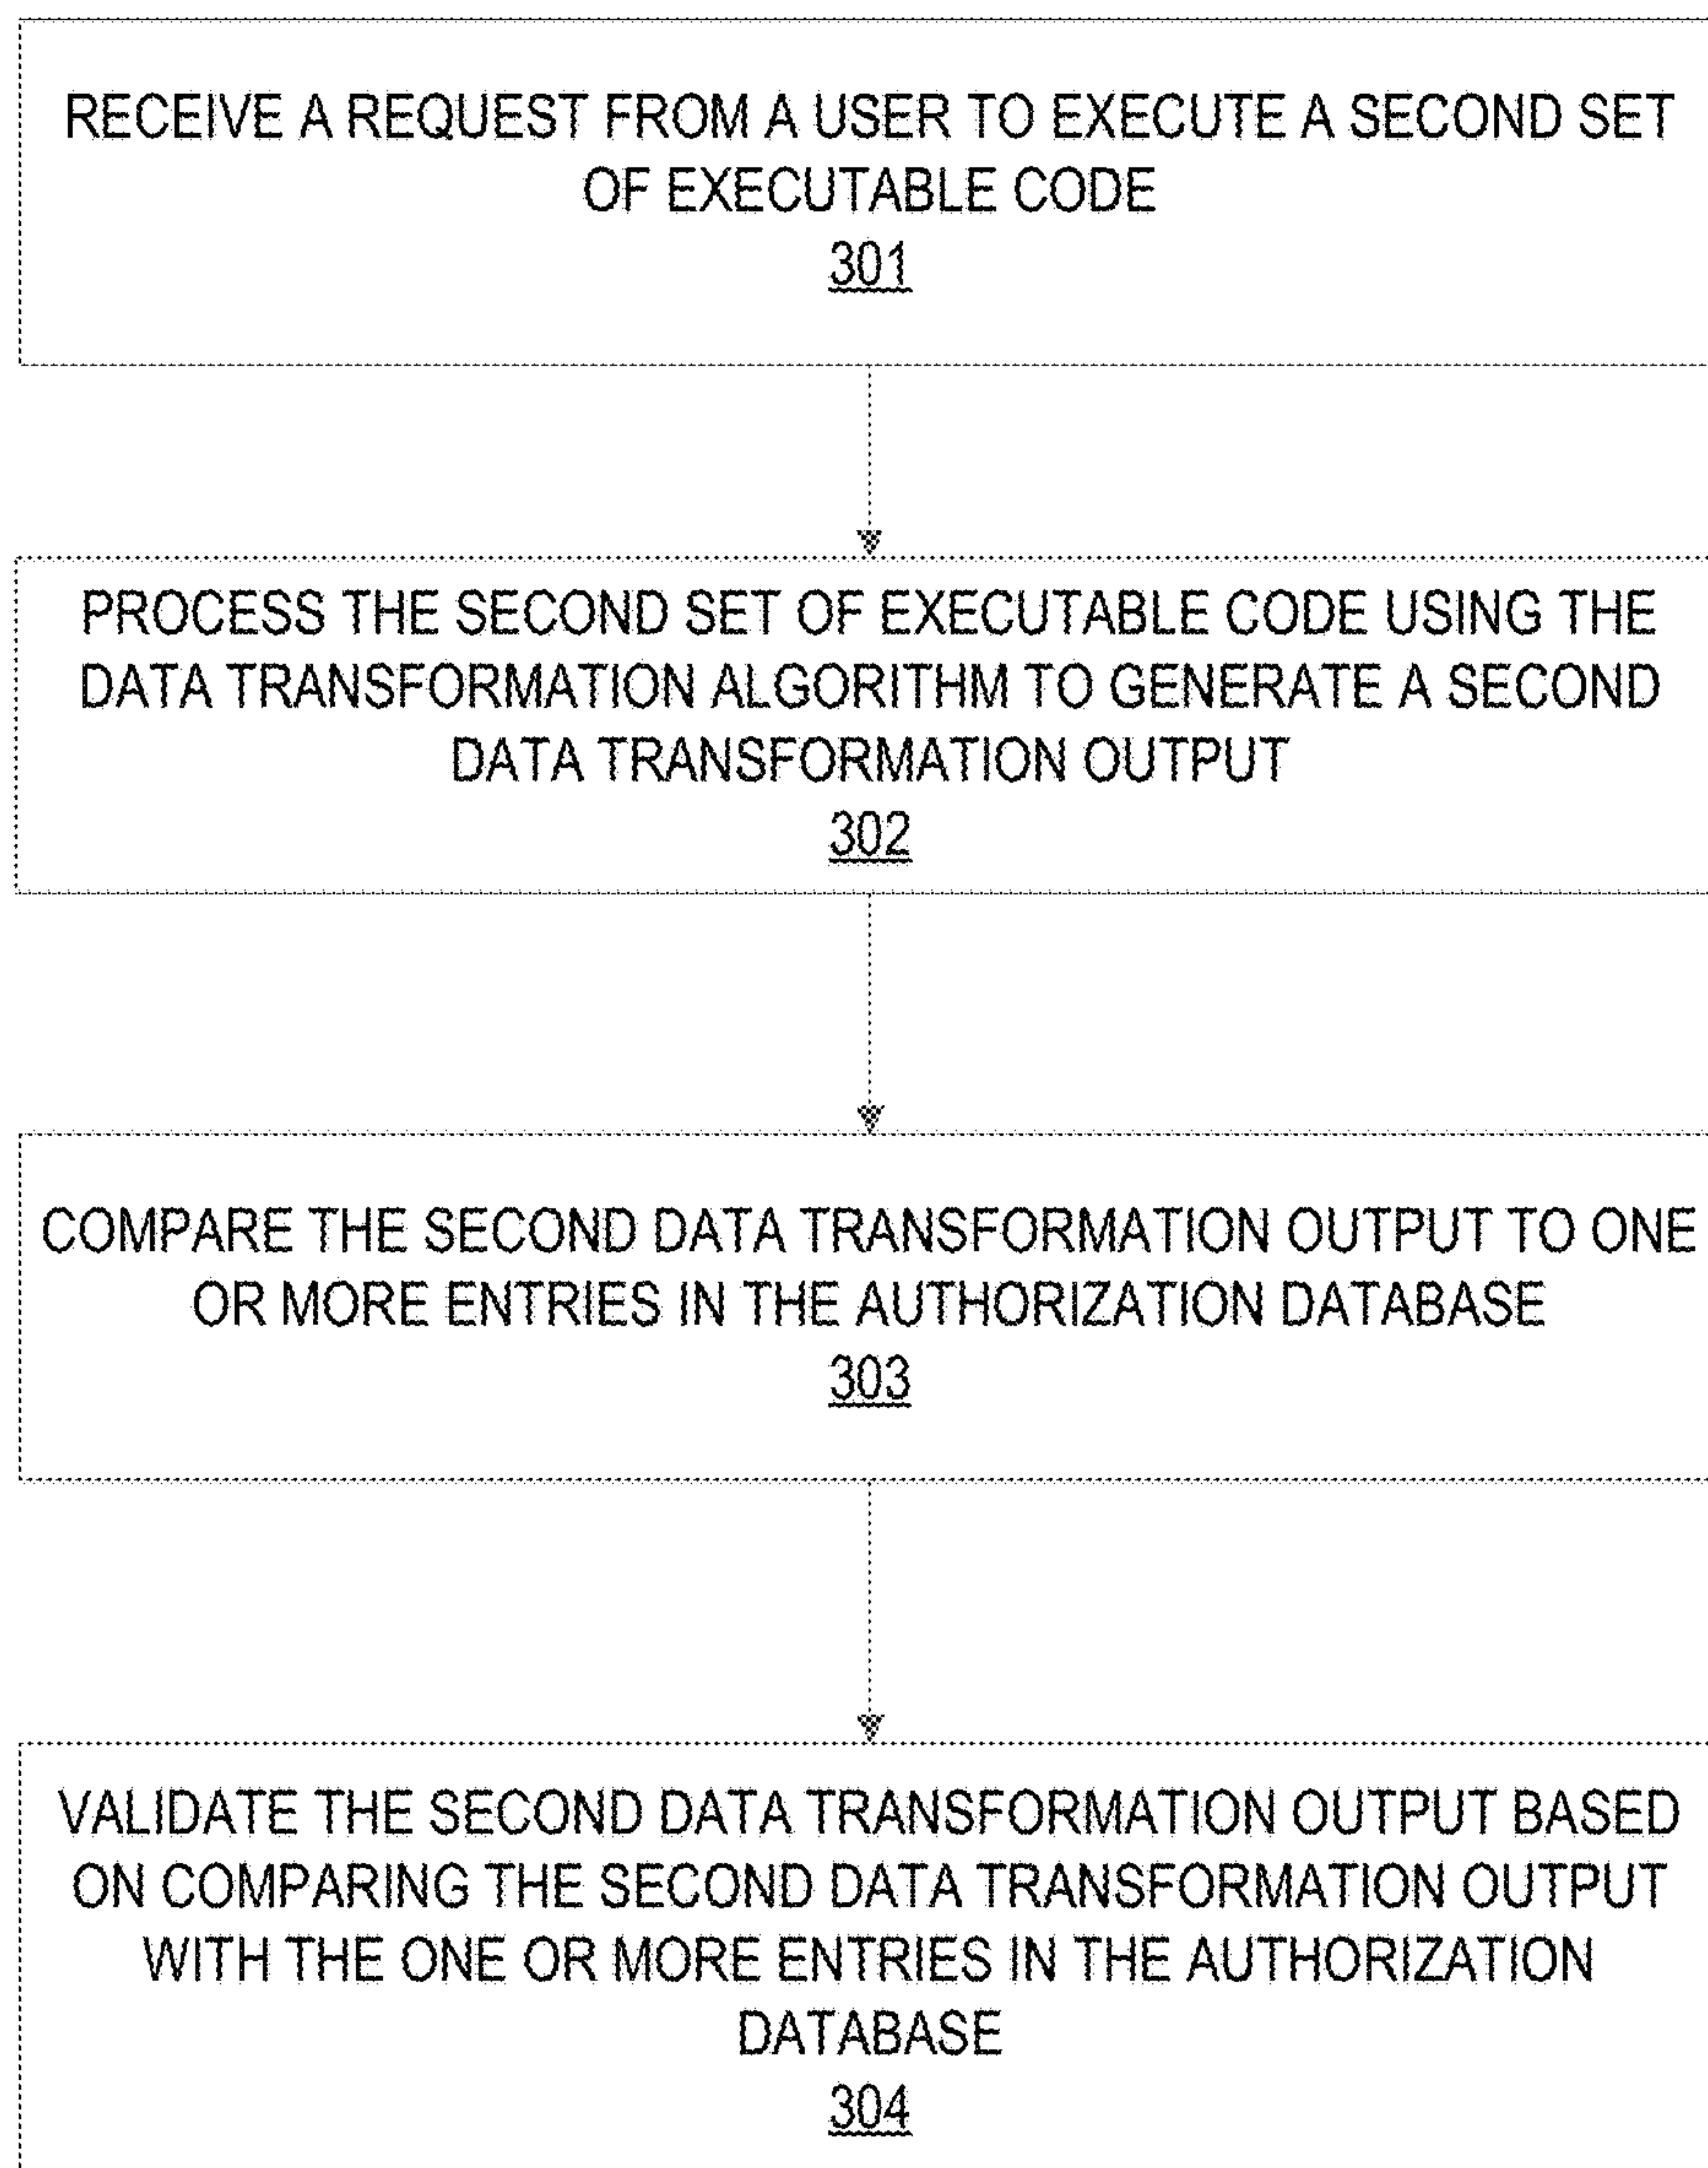 RECEIVE A REQUEST FROM A USER TO EXECUTE A SECOND SET
OF EXECUTABLE CODE
301
PROCESS THE SECOND SET OF EXECUTABLE CODE USING THE
DATA TRANSFORMATION ALGORITHM TO GENERATE A SECOND
DATA TRANSFORMATION OUTPUT
302
COMPARE THE SECOND DATA TRANSFORMATION OUTPUT TO ONE
OR MORE ENTRIES IN THE AUTHORIZATION DATABASE
303
VALIDATE THE SECOND DATA TRANSFORMATION OUTPUT BASED
ON COMPARING THE SECOND DATA TRANSFORMATION OUTPUT
WITH THE ONE OR MORE ENTRIES IN THE AUTHORIZATION
DATABASE
304